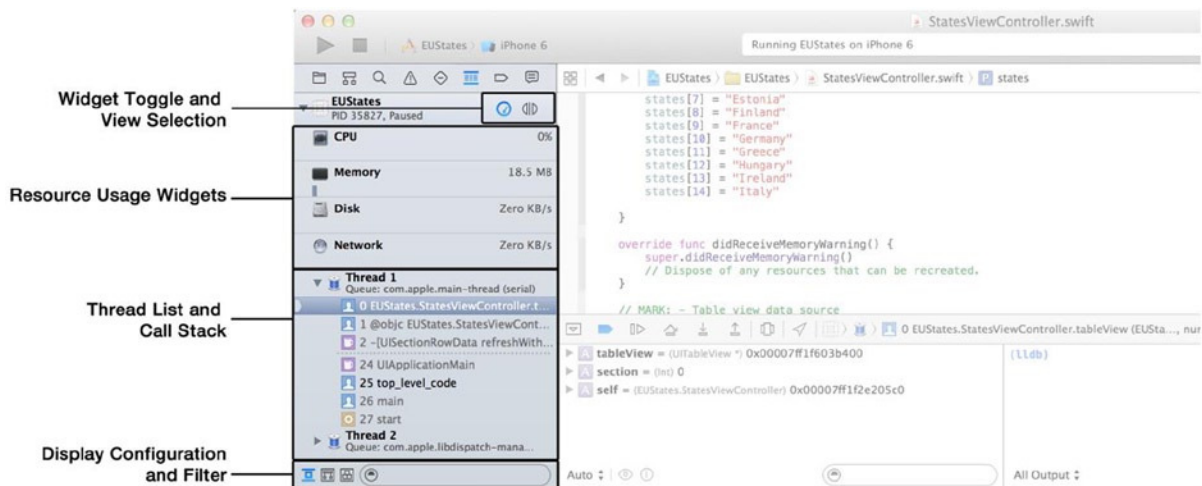 StatesViewController.swift
EUStates
iPhone 6
Running EUStates on iPhone 6
Widget Toggle and
View Selection
EUStates
PID 35827, Paused
CPU
0%
Resource Usage Widgets
Memory
18.5 MB
Disk
Zero KB/s
Network
Zero KB/s
Thread List and
Call Stack
Thread 1
Queue: com.apple.main-thread (serial)
0 EUStates.StatesViewController.t...
1 @objc EUStates.StatesViewCont...
2 -[UISectionRowData refreshWith...
24 UIApplicationMain
25 top_level_code
26 main
27 start
Thread 2
Queue: com.apple.libdispatch-mana...
Display Configuration
and Filter
EUStates
EUStates
StatesViewController.swift
P states
states[7] = "Estonia"
states[8] = "Finland"
states[9] = "France"
states[10] = "Germany"
states[11] = "Greece"
states[12] = "Hungary"
states[13] = "Ireland"
states[14] = "Italy"
}
override func didReceiveMemoryWarning() {
super.didReceiveMemoryWarning()
// Dispose of any resources that can be recreated.
}
// MARK: - Table view data source
0 EUStates.StatesViewController.tableView (EUSta..., nur
A tableView = (UITableView *) 0x00007ff1f603b400
A section = (Int) 0
A self = (EUStates.StatesViewController) 0x00007ff1f2e205c0
(lldb)
Auto
All Output